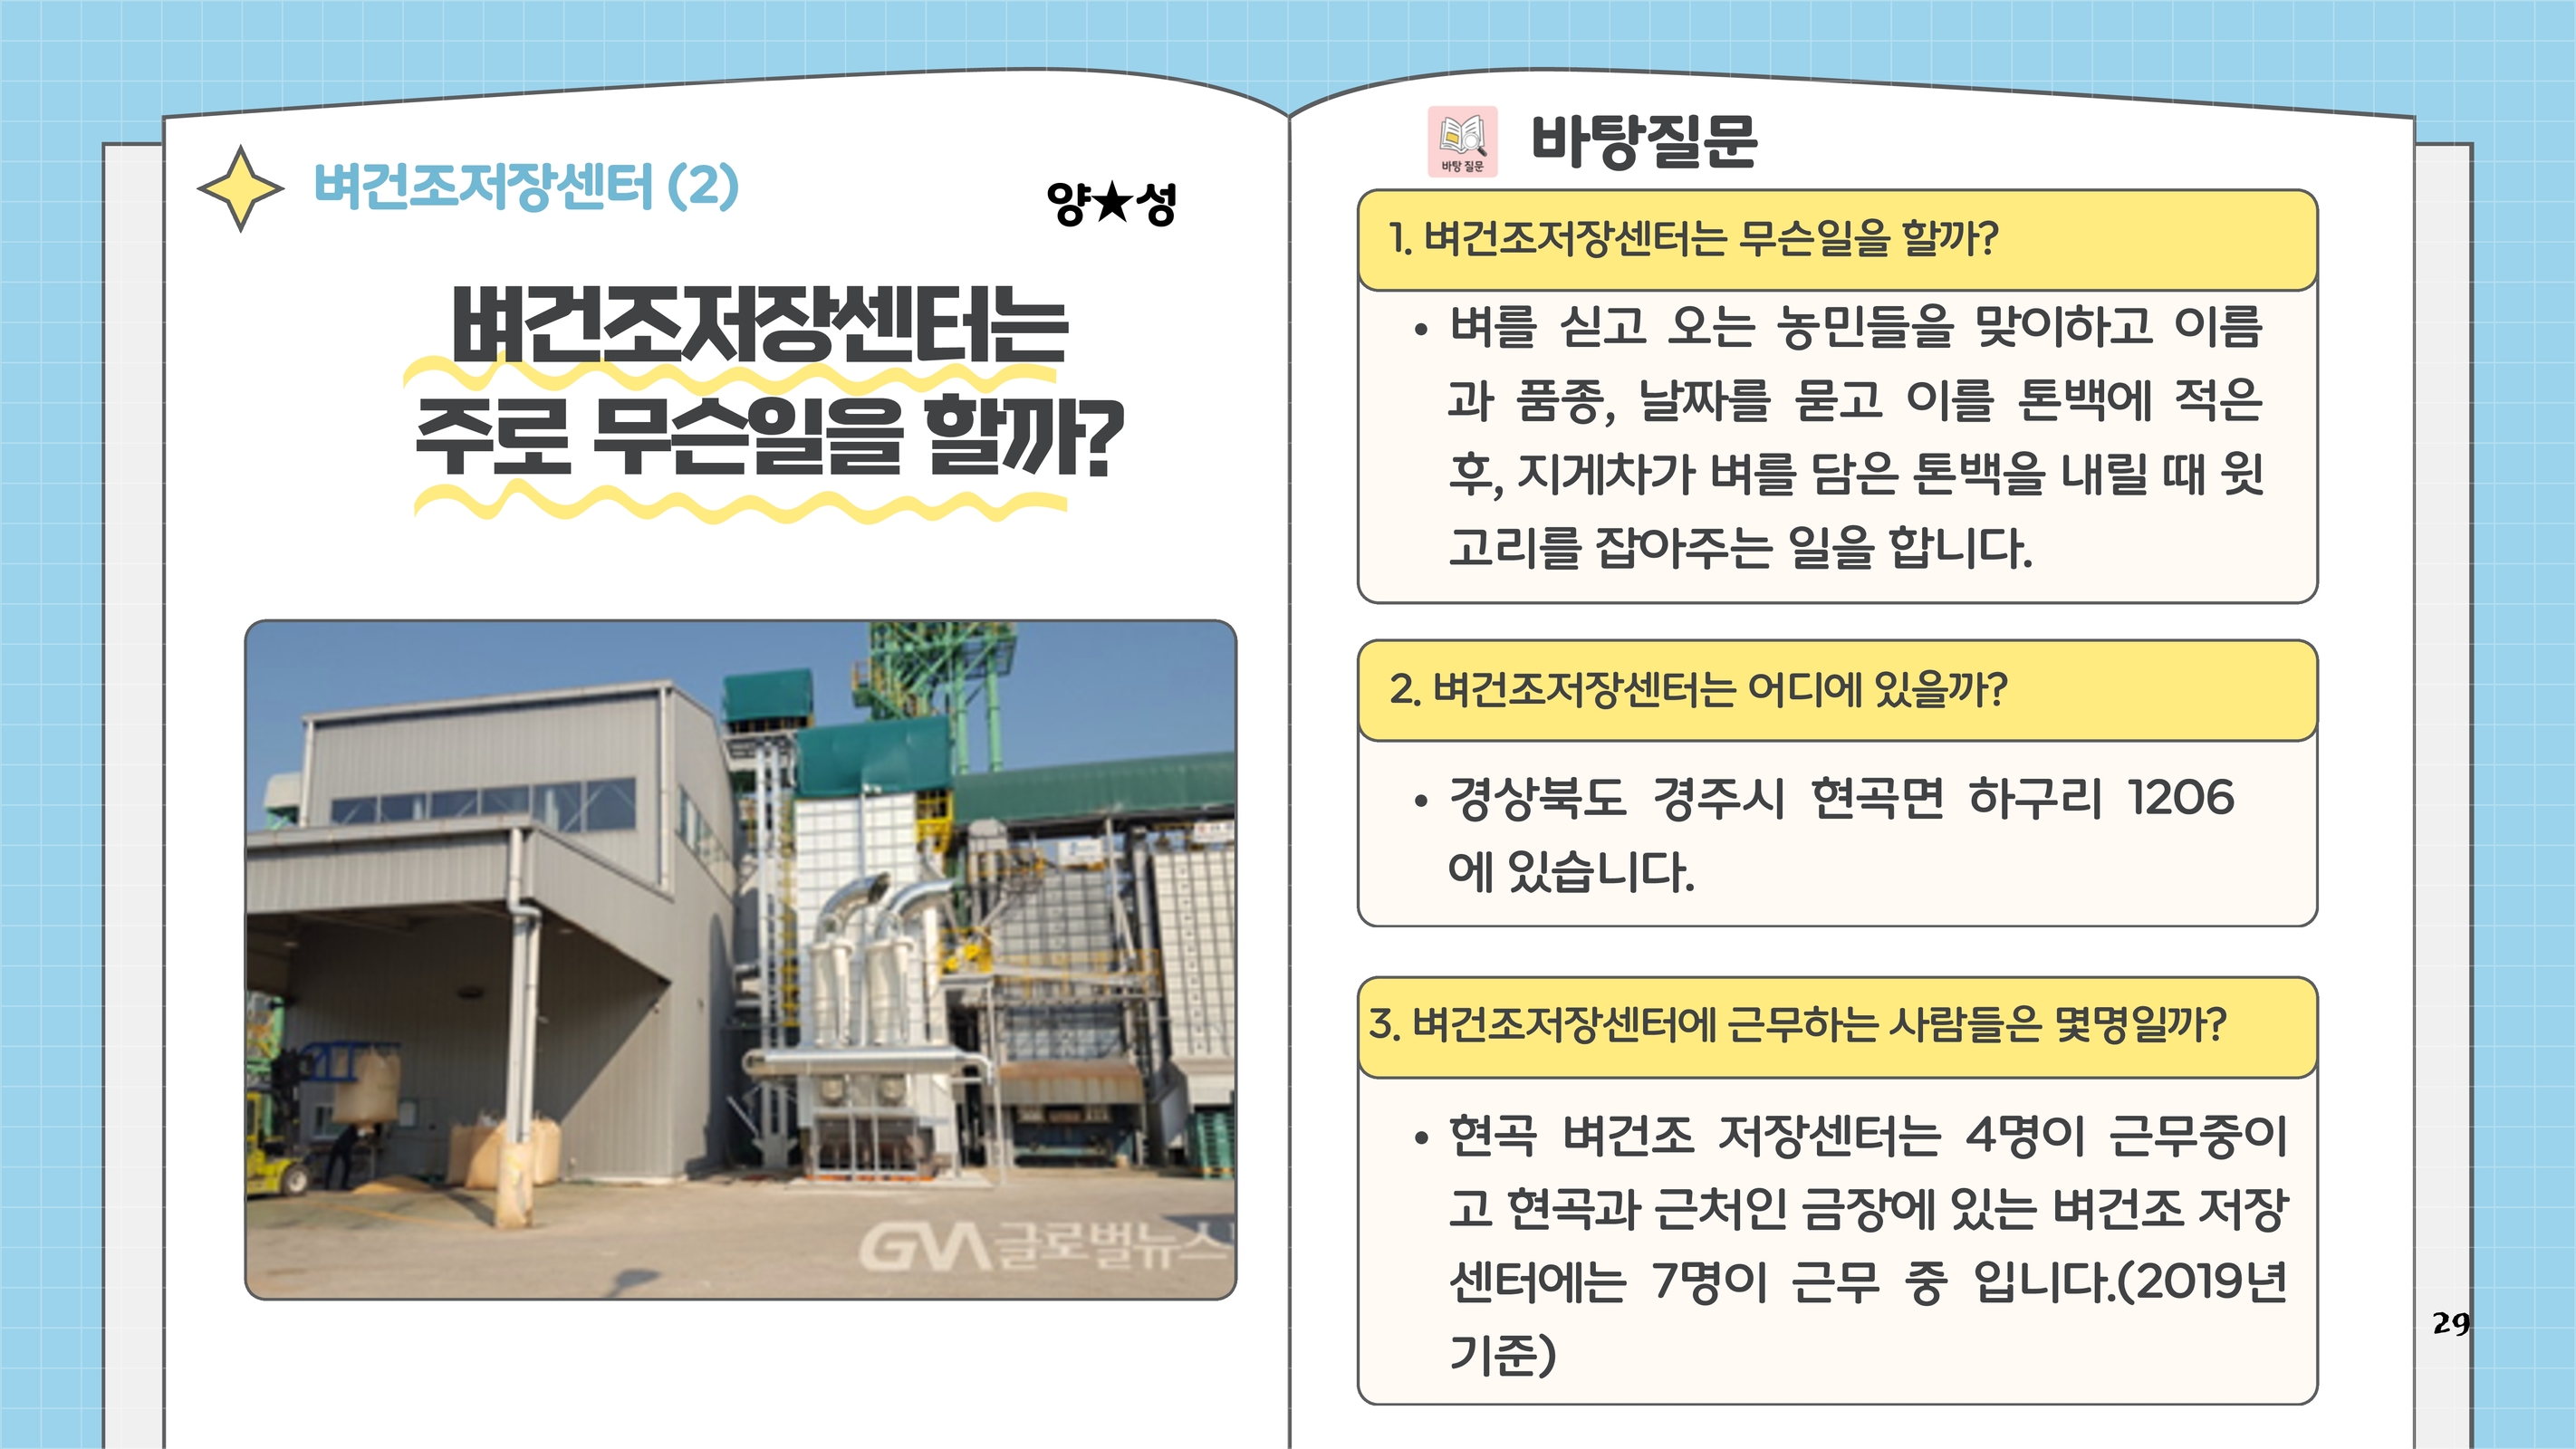 벼건조저장센터 (2)
양★성
벼건조저장센터는
주로 무슨일을 할까?
GVA글로벌뉴스
바탕 질문
바탕질문
1. 벼건조저장센터는 무슨일을 할까?
• 벼를 싣고 오는 농민들을 맞이하고 이름
과 품종, 날짜를 묻고 이를 톤백에 적은
후, 지게차가 벼를 담은 톤백을 내릴 때 윗
고리를 잡아주는 일을 합니다.
2. 벼건조저장센터는 어디에 있을까?
• 경상북도 경주시 현곡면 하구리 1206
에 있습니다.
3. 벼건조저장센터에 근무하는 사람들은 몇명일까?
• 현곡 벼건조 저장센터는 4명이 근무중이
고 현곡과 근처인 금장에 있는 벼건조 저장
센터에는 7명이 근무 중 입니다.(2019년
기준)
29